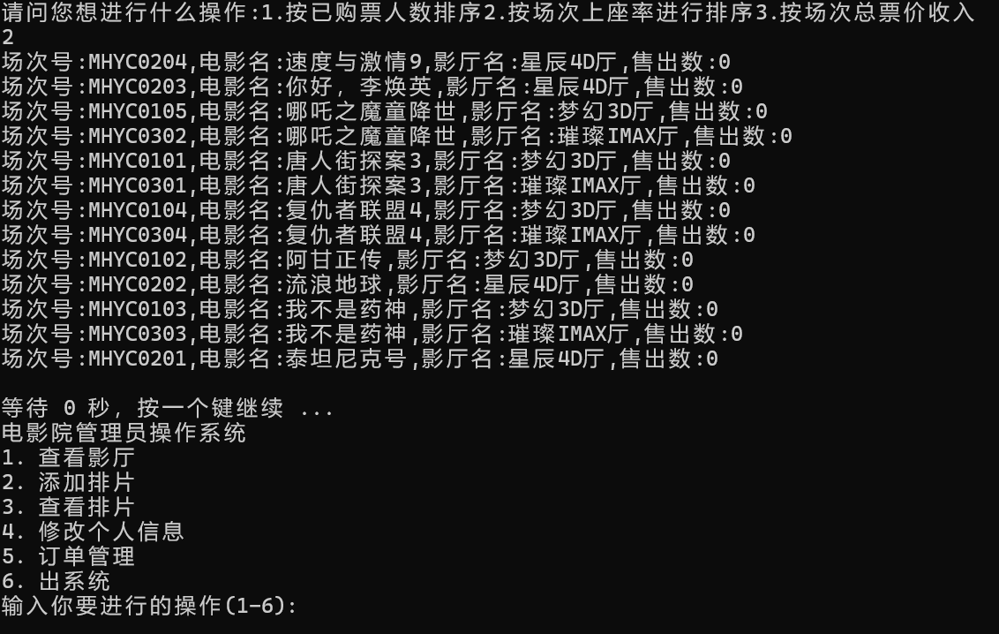 请问您想进行什么操作:1.按已购票人数排序2.按场次上座率进行排序3.按场次总票价收入
2
场次号:MHYC0204,电影名:速度与激情9,影厅名:星辰4D厅,售出数:0
场次号:MHYC0203,电影名:你好，李焕英,影厅名:星辰4D厅,售出数:0
场次号:MHYC0105,电影名:哪吒之魔童降世,影厅名:梦幻3D厅,售出数:0
场次号:MHYC0302,电影名:哪吒之魔童降世,影厅名:璀璨IMAX厅,售出数:0
场次号:MHYC0101,电影名:唐人街探案3,影厅名:梦幻3D厅,售出数:0
场次号:MHYC0301,电影名:唐人街探案3,影厅名:璀璨IMAX厅,售出数:0
场次号:MHYC0104,电影名:复仇者联盟4,影厅名:梦幻3D厅,售出数:0
场次号:MHYC0304,电影名:复仇者联盟4,影厅名:璀璨IMAX厅,售出数:0
场次号:MHYC0102,电影名:阿甘正传,影厅名:梦幻3D厅,售出数:0
场次号:MHYC0202,电影名:流浪地球,影厅名:星辰4D厅,售出数:0
场次号:MHYC0103,电影名:我不是药神,影厅名:梦幻3D厅,售出数:0
场次号:MHYC0303,电影名:我不是药神,影厅名:璀璨IMAX厅,售出数:0
场次号:MHYC0201,电影名:泰坦尼克号,影厅名:星辰4D厅,售出数:0
等待 0 秒，按一个键继续 ...
电影院管理员操作系统
1. 查看影厅
2. 添加排片
3. 查看排片
4. 修改个人信息
5. 订单管理
6. 出系统
输入你要进行的操作(1-6):